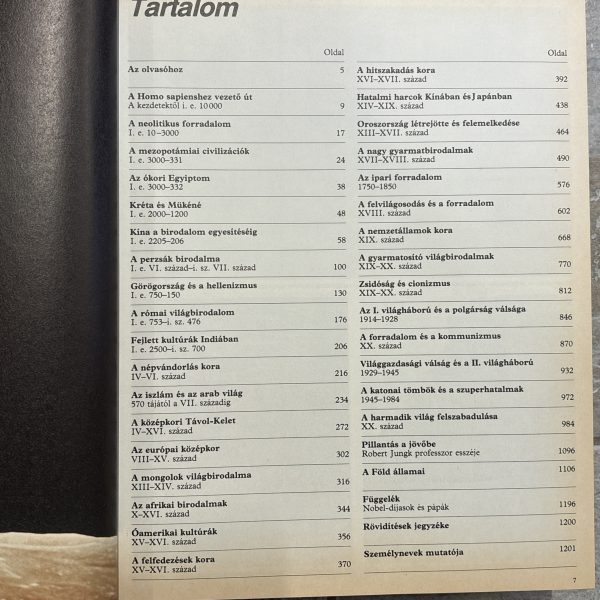 Tartalom
Oldal
Az olvasóhoz 5
A Homo sapienshez vezető út
A kezdetektől i. e. 10 000 9
A neolitikus forradalom
I. e. 10–3000 17
A mezopotámiai civilizációk
I. e. 3000–331 24
Az ókori Egyiptom
I. e. 3000–332 38
Kréta és Mükéné
I. e. 2000–1200 48
Kína a birodalom egyesítéséig
I. e. 2205–206 58
A perzsák birodalma
I. e. VI. század–i. sz. VII. század 100
Görögország és a hellenizmus
I. e. 750–150 130
A római világbirodalom
I. e. 753–i. sz. 476 176
Fejlett kultúrák Indiában
I. e. 2500–i. sz. 700 206
A népvándorlás kora
IV–VI. század 216
Az iszlám és az arab világ
570 tájától a VII. századig 234
A középkori Távol-Kelet
IV–XVI. század 272
Az európai középkor
VIII–XV. század 302
A mongolok világbirodalma
XIII–XIV. század 316
Az afrikai birodalmak
X–XVI. század 344
Óamerikai kultúrák
XV–XVI. század 356
A felfedezések kora
XV–XVI. század 370
Oldal
A hitszakadás kora
XVI–XVII. század 392
Hatalmi harcok Kínában és Japánban
XIV–XIX. század 438
Oroszország létrejötte és felemelkedése
XIII–XVII. század 464
A nagy gyarmatbirodalmak
XVII–XVIII. század 490
Az ipari forradalom
1750–1850 576
A felvilágosodás és a forradalom
XVIII. század 602
A nemzetállamok kora
XIX. század 668
A gyarmatosító világbirodalmak
XIX–XX. század 770
Zsidóság és cionizmus
XIX–XX. század 812
Az I. világháború és a polgárság válsága
1914–1928 846
A forradalom és a kommunizmus
XX. század 870
Világgazdasági válság és a II. világháború
1929–1945 932
A katonai tömbök és a szuperhatalmak
1945–1984 972
A harmadik világ felszabadulása
XX. század 984
Pillantás a jövőbe
Robert Jungk professzor esszéje 1096
A Föld államai 1106
Függelék
Nobel-díjasok és pápák 1196
Rövidítések jegyzéke 1200
Személynevek mutatója 1201
7